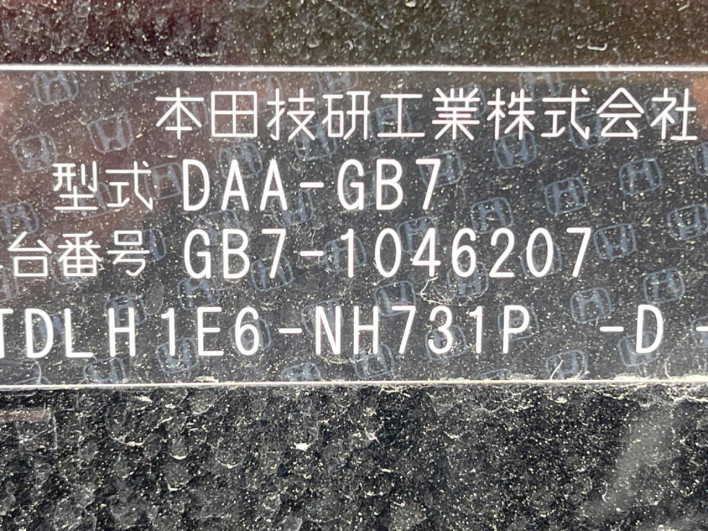 本田技研工業株式会社
型式 DAA-GB7
台番号 GB7-1046207
TDLH1E6-NH731P -D-